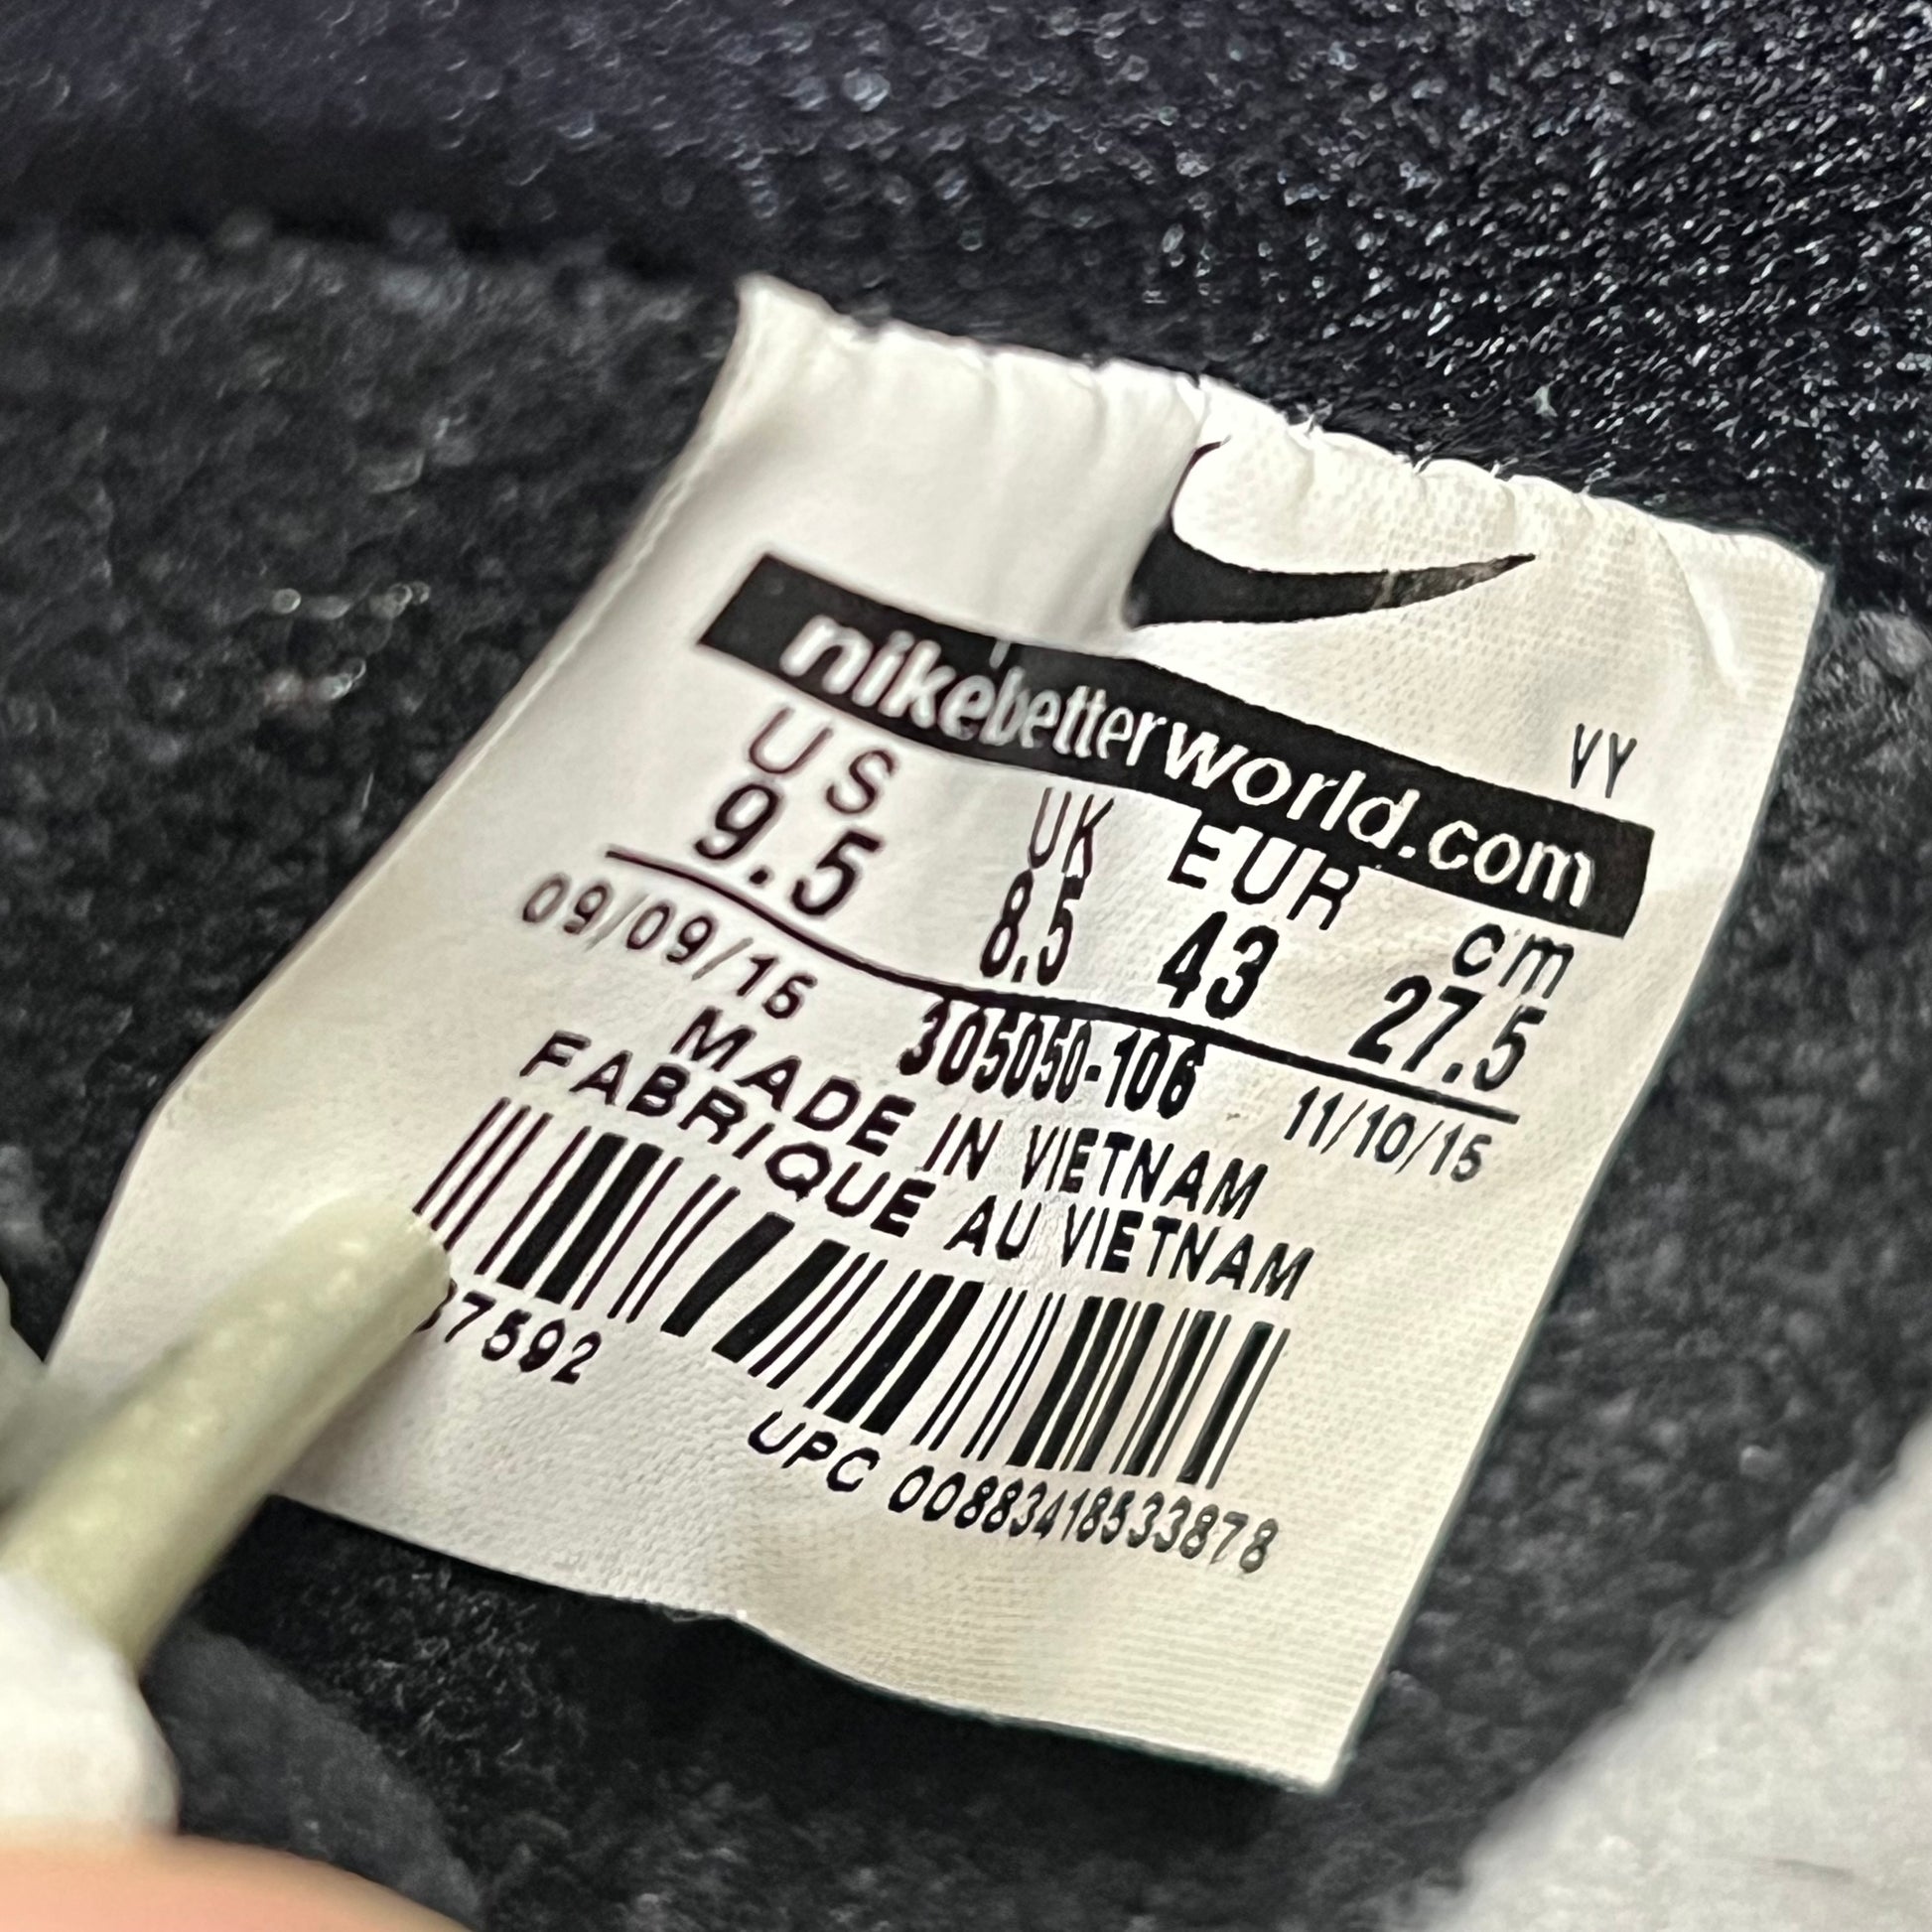 VY
nikebetterworld.com
US UK EUR cm
9.5 8.5 43 27.5
09/09/15 305050-106 11/10/15
MADE IN VIETNAM
FABRIQUE AU VIETNAM
37592
UPC 00883418533878